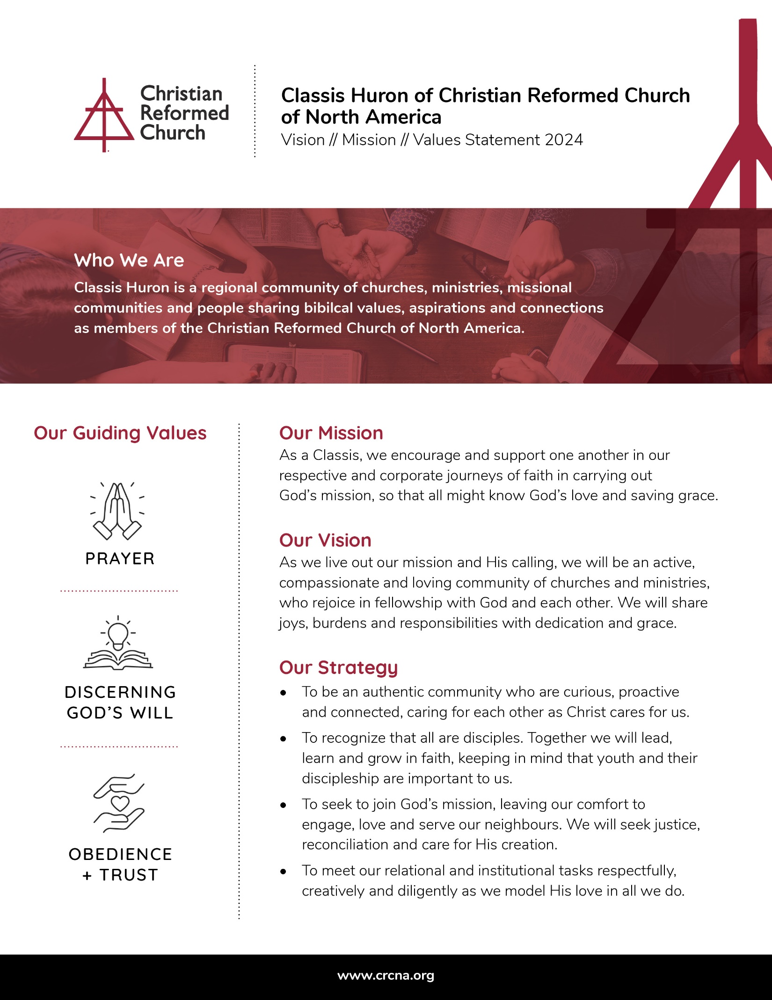 Christian
Reformed
Church
Classis Huron of Christian Reformed Church
of North America
Vision // Mission // Values Statement 2024
Who We Are
Classis Huron is a regional community of churches, ministries, missional
communities and people sharing bibilcal values, aspirations and connections
as members of the Christian Reformed Church of North America.
Our Guiding Values
PRAYER
DISCERNING
GOD'S WILL
OBEDIENCE
+ TRUST
Our Mission
As a Classis, we encourage and support one another in our
respective and corporate journeys of faith in carrying out
God's mission, so that all might know God's love and saving grace.
Our Vision
As we live out our mission and His calling, we will be an active,
compassionate and loving community of churches and ministries,
who rejoice in fellowship with God and each other. We will share
joys, burdens and responsibilities with dedication and grace.
Our Strategy
• To be an authentic community who are curious, proactive
and connected, caring for each other as Christ cares for us.
• To recognize that all are disciples. Together we will lead,
learn and grow in faith, keeping in mind that youth and their
discipleship are important to us.
• To seek to join God's mission, leaving our comfort to
engage, love and serve our neighbours. We will seek justice,
reconciliation and care for His creation.
• To meet our relational and institutional tasks respectfully,
creatively and diligently as we model His love in all we do.
www.crcna.org